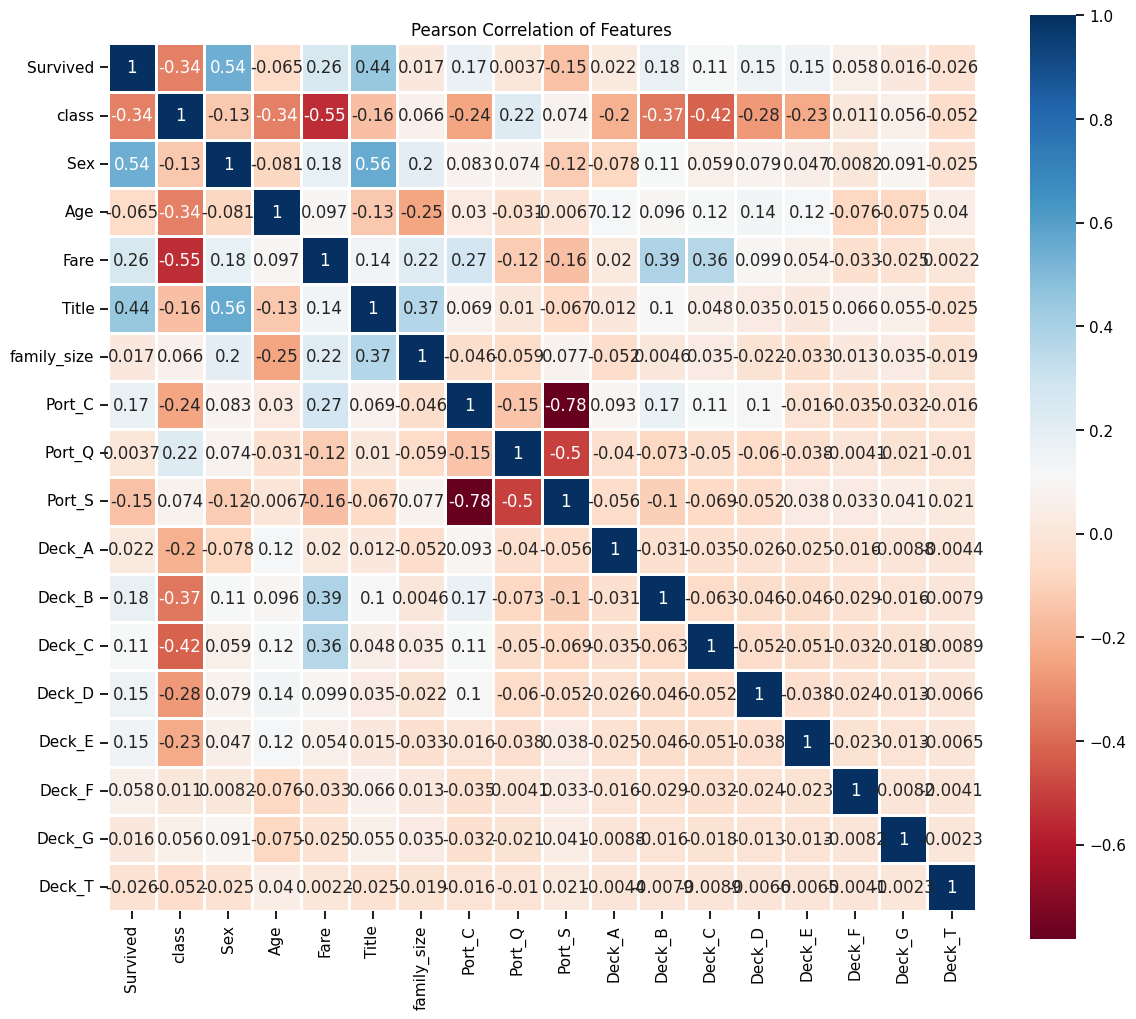 Pearson Correlation of Features
Survived 1 -0.34 0.54 -0.065 0.26 0.44 0.017 0.17 0.0037 -0.15 0.022 0.18 0.11 0.15 0.15 0.058 0.016 -0.026
class -0.34 1 -0.13 -0.34 -0.55 -0.16 0.066 -0.24 0.22 0.074 -0.2 -0.37 -0.42 -0.28 -0.23 0.011 0.056 -0.052
Sex 0.54 -0.13 1 -0.081 0.18 0.56 0.2 0.083 0.074 -0.12 -0.078 0.11 0.059 0.079 0.047 0.0082 0.091 -0.025
Age -0.065 -0.34 -0.081 1 0.097 -0.13 -0.25 0.03 -0.031 -0.0067 0.12 0.096 0.12 0.14 0.12 -0.076 -0.075 0.04
Fare 0.26 -0.55 0.18 0.097 1 0.14 0.22 0.27 -0.12 -0.16 0.02 0.39 0.36 0.099 0.054 -0.033 -0.025 0.0022
Title 0.44 -0.16 0.56 -0.13 0.14 1 0.37 0.069 0.01 -0.067 0.012 0.1 0.048 0.035 0.015 0.066 0.055 -0.025
family_size 0.017 0.066 0.2 -0.25 0.22 0.37 1 -0.046 -0.059 0.077 -0.052 0.0046 0.035 -0.022 -0.033 0.013 0.035 -0.019
Port_C 0.17 -0.24 0.083 0.03 0.27 0.069 -0.046 1 -0.15 -0.78 0.093 0.17 0.11 0.1 -0.016 -0.035 -0.032 -0.016
Port_Q 0.0037 0.22 0.074 -0.031 -0.12 0.01 -0.059 -0.15 1 -0.5 -0.04 -0.073 -0.05 -0.06 -0.038 -0.0041 -0.021 -0.01
Port_S -0.15 0.074 -0.12 -0.0067 -0.16 -0.067 0.077 -0.78 -0.5 1 -0.056 -0.1 -0.069 -0.052 0.038 0.033 0.041 0.021
Deck_A 0.022 -0.2 -0.078 0.12 0.02 0.012 -0.052 0.093 -0.04 -0.056 1 -0.031 -0.035 -0.026 -0.025 -0.016 -0.0088 -0.0044
Deck_B 0.18 -0.37 0.11 0.096 0.39 0.1 0.0046 0.17 -0.073 -0.1 -0.031 1 -0.063 -0.046 -0.046 -0.029 -0.016 -0.0079
Deck_C 0.11 -0.42 0.059 0.12 0.36 0.048 0.035 0.11 -0.05 -0.069 -0.035 -0.063 1 -0.052 -0.051 -0.032 -0.018 -0.0089
Deck_D 0.15 -0.28 0.079 0.14 0.099 0.035 -0.022 0.1 -0.06 -0.052 -0.026 -0.046 -0.052 1 -0.038 -0.024 -0.013 -0.0066
Deck_E 0.15 -0.23 0.047 0.12 0.054 0.015 -0.033 -0.016 -0.038 0.038 -0.025 -0.046 -0.051 -0.038 1 -0.023 -0.013 -0.0065
Deck_F 0.058 0.011 0.0082 -0.076 -0.033 0.066 0.013 -0.035 -0.0041 0.033 -0.016 -0.029 -0.032 -0.024 -0.023 1 -0.0082 -0.0041
Deck_G 0.016 0.056 0.091 -0.075 -0.025 0.055 0.035 -0.032 -0.021 0.041 -0.0088 -0.016 -0.018 -0.013 -0.013 -0.0082 1 -0.0023
Deck_T -0.026 -0.052 -0.025 0.04 0.0022 -0.025 -0.019 -0.016 -0.01 0.021 -0.0044 -0.0079 -0.0089 -0.0066 -0.0065 -0.0041 -0.0023 1
Survived class Sex Age Fare Title family_size Port_C Port_Q Port_S Deck_A Deck_B Deck_C Deck_D Deck_E Deck_F Deck_G Deck_T
1.0
0.8
0.6
0.4
0.2
0.0
−0.2
−0.4
−0.6